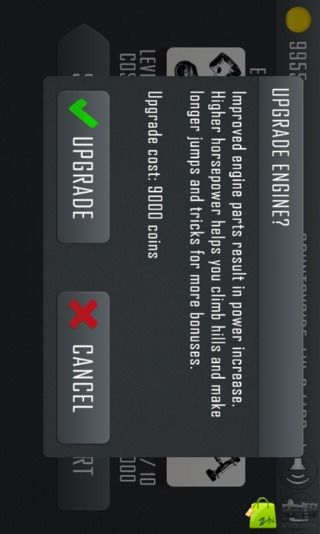 UPGRADE ENGINE?
Improved engine parts result in power increase.
Higher horsepower helps you climb hills and make
longer jumps and tricks for more bonuses.
Upgrade cost: 9000 coins
UPGRADE
CANCEL